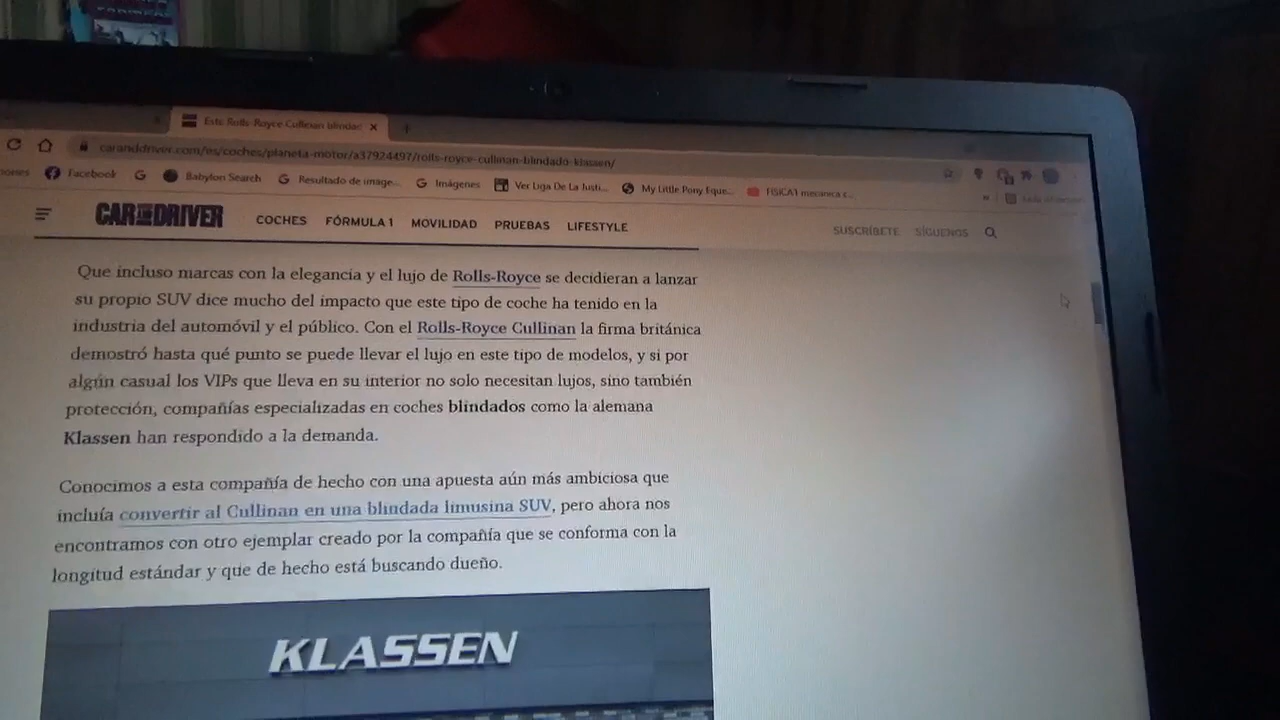 Este Rolls-Royce Cullinan blindac
caranddriver.com/es/coches/planeta-motor/a37924497/rolls-royce-cullinan-blindado-klassen/
Facebook Babylon Search Resultado de image... Imágenes Ver Liga De La Justi... My Little Pony Eque... FISICA1 mecanica c...
CAR AND DRIVER COCHES FÓRMULA 1 MOVILIDAD PRUEBAS LIFESTYLE SUSCRÍBETE SÍGUENOS
Que incluso marcas con la elegancia y el lujo de Rolls-Royce se decidieran a lanzar
su propio SUV dice mucho del impacto que este tipo de coche ha tenido en la
industria del automóvil y el público. Con el Rolls-Royce Cullinan la firma británica
demostró hasta qué punto se puede llevar el lujo en este tipo de modelos, y si por
algún casual los VIPs que lleva en su interior no solo necesitan lujos, sino también
protección, compañías especializadas en coches blindados como la alemana
Klassen han respondido a la demanda.
Conocimos a esta compañía de hecho con una apuesta aún más ambiciosa que
incluía convertir al Cullinan en una blindada limusina SUV, pero ahora nos
encontramos con otro ejemplar creado por la compañía que se conforma con la
longitud estándar y que de hecho está buscando dueño.
KLASSEN